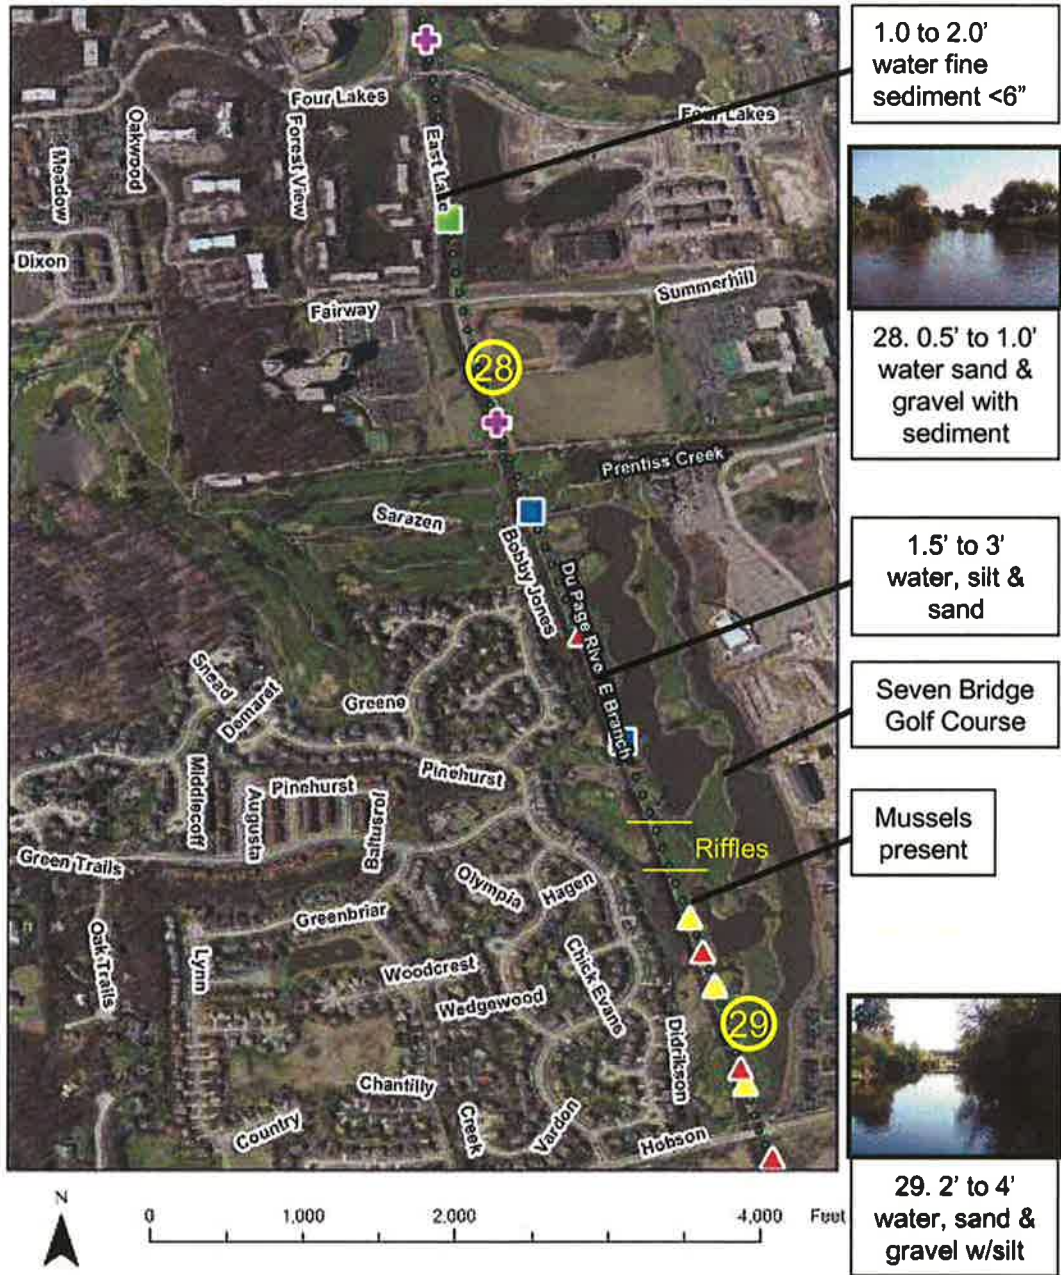 1.0 to 2.0'
water fine
sediment <6”
Four Lakes
Four Lakes
East Lake
Forest View
Oakwood
Meadow
Dixon
Fairway
Summerhill
28
28. 0.5' to 1.0'
water sand &
gravel with
sediment
Prentiss Creek
Sarazen
Bobby Jones
Du Page River E Branch
1.5' to 3'
water, silt &
sand
Snead
Demaret
Greene
Seven Bridge
Golf Course
Middlecoff
Augusta
Pinehurst
Pinehurst
Baltusrol
Riffles
Mussels
present
Green Trails
Olympia
Hagen
Greenbriar
Oak Trails
Lynn
Woodcrest
Wedgewood
Chick Evans
29
Didrikson
Chantilly
Country
Creek
Vardon
Hobson
29. 2' to 4'
water, sand &
gravel w/silt
N
0 1,000 2,000 4,000 Feet